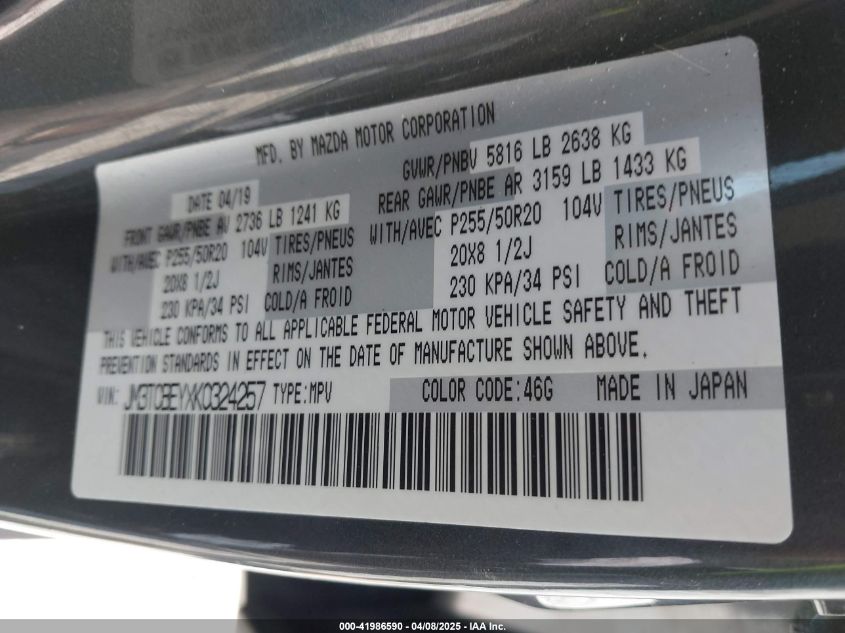 MFD. BY MAZDA MOTOR CORPORATION
DATE 04/19
GVWR/PNBV 5816 LB 2638 KG
FRONT GAWR/PNBE AV 2736 LB 1241 KG
WITH/AVEC P255/50R20 104V TIRES/PNEUS
20X8 1/2J RIMS/JANTES
230 KPA/34 PSI COLD/A FROID
REAR GAWR/PNBE AR 3159 LB 1433 KG
WITH/AVEC P255/50R20 104V TIRES/PNEUS
20X8 1/2J RIMS/JANTES
230 KPA/34 PSI COLD/A FROID
THIS VEHICLE CONFORMS TO ALL APPLICABLE FEDERAL MOTOR VEHICLE SAFETY AND THEFT
PREVENTION STANDARDS IN EFFECT ON THE DATE OF MANUFACTURE SHOWN ABOVE.
VIN: JM3TCBEYXK0324257 TYPE:MPV COLOR CODE:46G MADE IN JAPAN
000-41986590 - 04/08/2025 - IAA Inc.